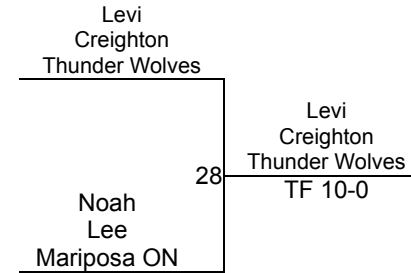 Levi
Creighton
Thunder Wolves
Levi
Creighton
Thunder Wolves
28
TF 10-0
Noah
Lee
Mariposa ON